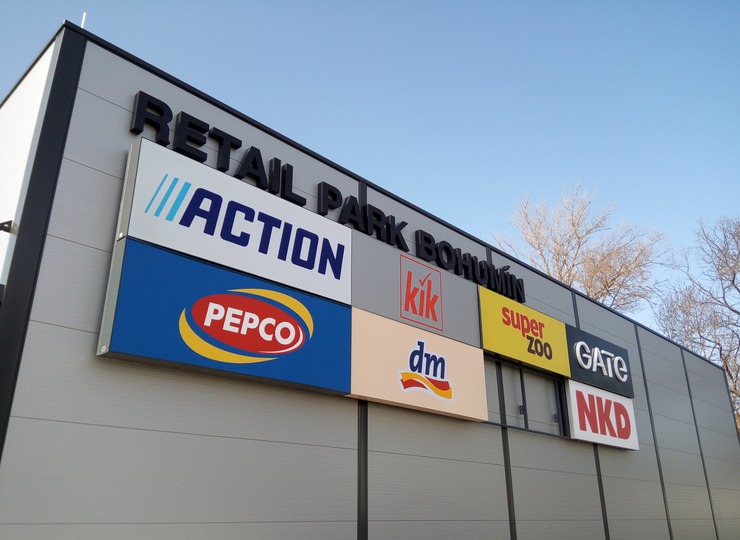 RETAIL PARK BOHUMÍN
ACTION
PEPCO
kik
dm
super
zoo
GATE
NKD